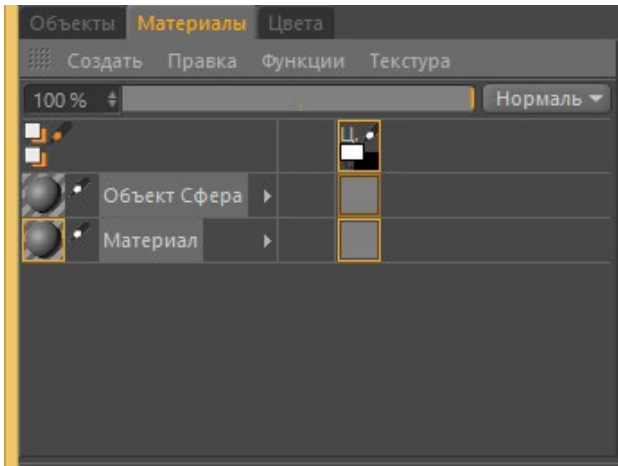 Объекты Материалы Цвета
Создать Правка Функции Текстура
100 % Нормаль
Ц.
Объект Сфера
Материал